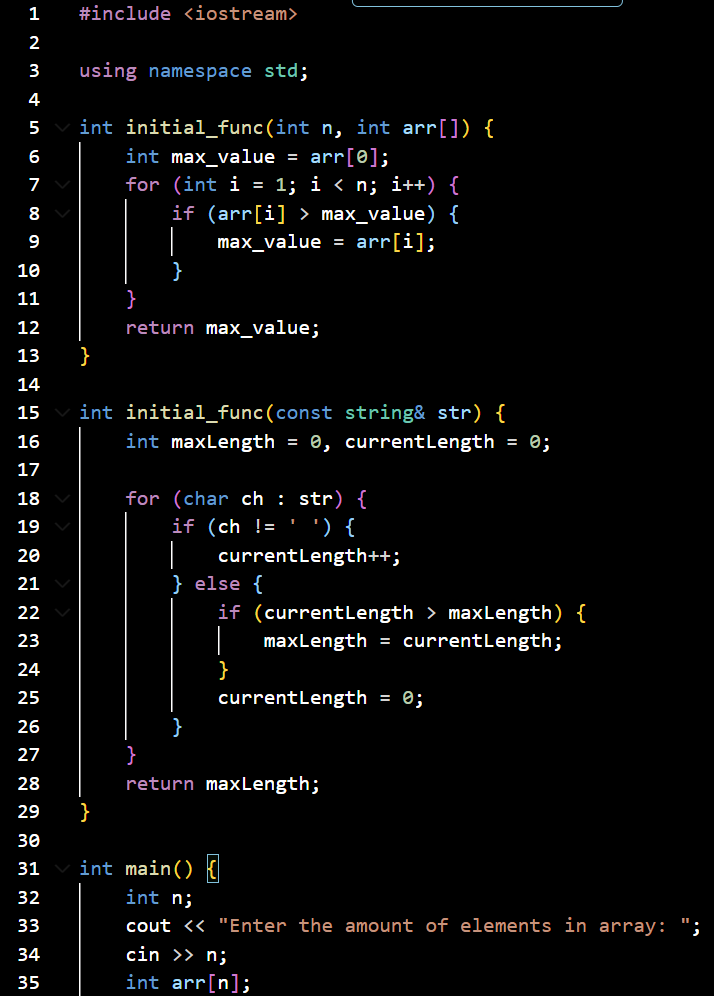 1 #include <iostream>
2
3 using namespace std;
4
5 int initial_func(int n, int arr[]) {
6     int max_value = arr[0];
7     for (int i = 1; i < n; i++) {
8         if (arr[i] > max_value) {
9             max_value = arr[i];
10         }
11     }
12     return max_value;
13 }
14
15 int initial_func(const string& str) {
16     int maxLength = 0, currentLength = 0;
17
18     for (char ch : str) {
19         if (ch != ' ') {
20             currentLength++;
21         } else {
22             if (currentLength > maxLength) {
23                 maxLength = currentLength;
24             }
25             currentLength = 0;
26         }
27     }
28     return maxLength;
29 }
30
31 int main() {
32     int n;
33     cout << "Enter the amount of elements in array: ";
34     cin >> n;
35     int arr[n];